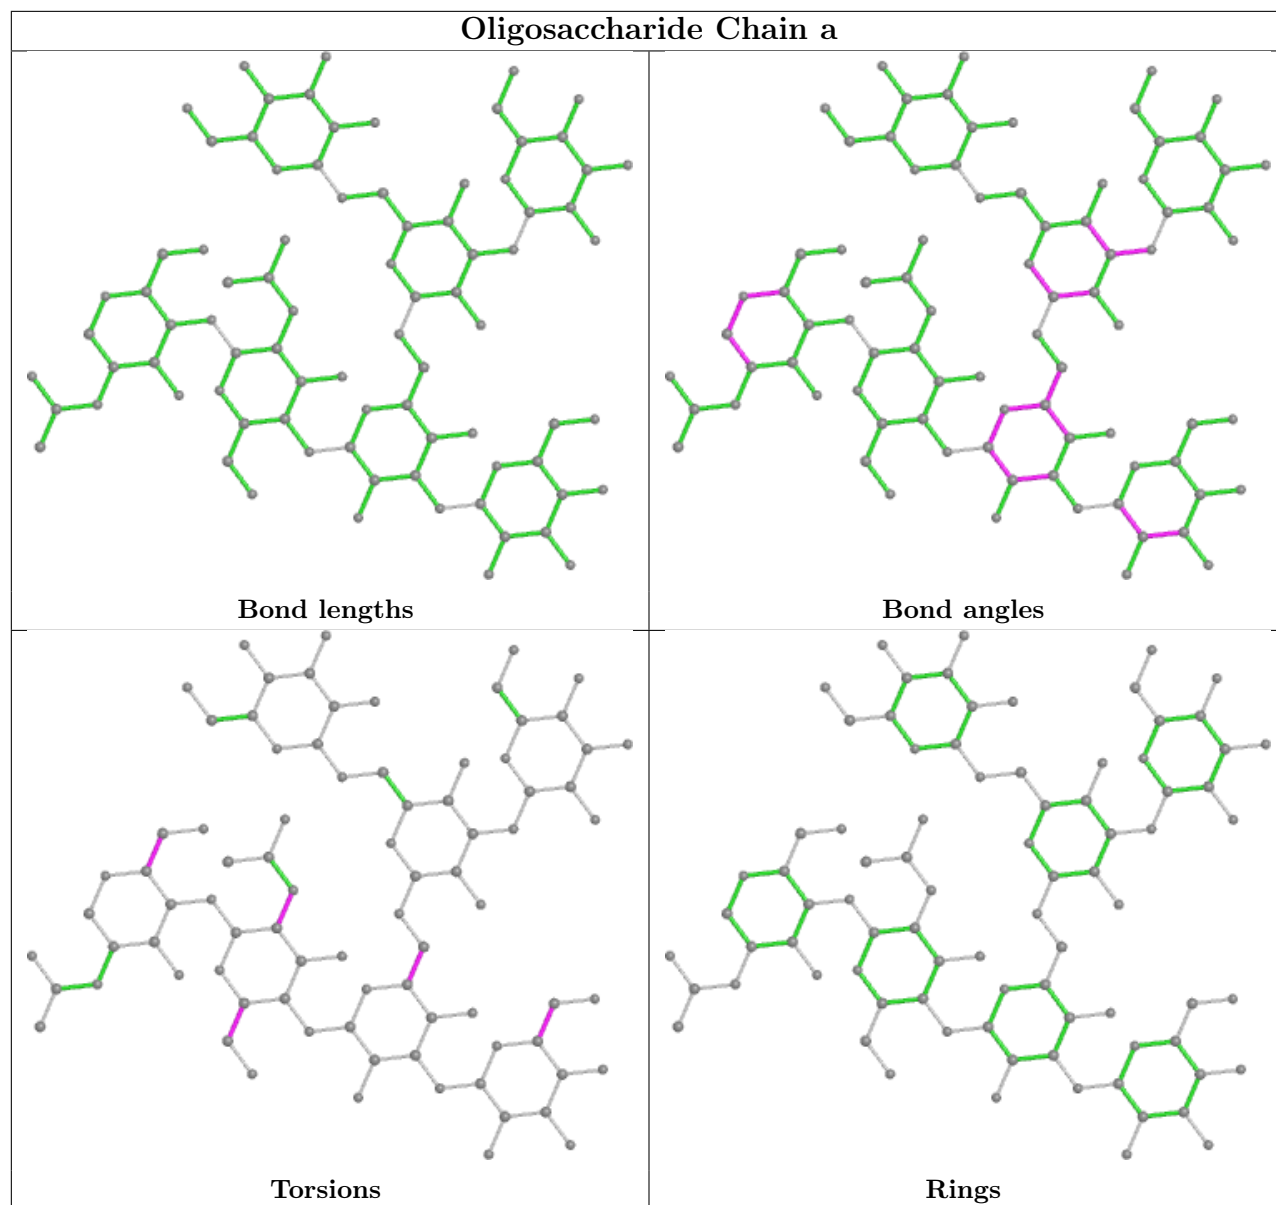 Oligosaccharide Chain a
Bond lengths
Bond angles
Torsions
Rings